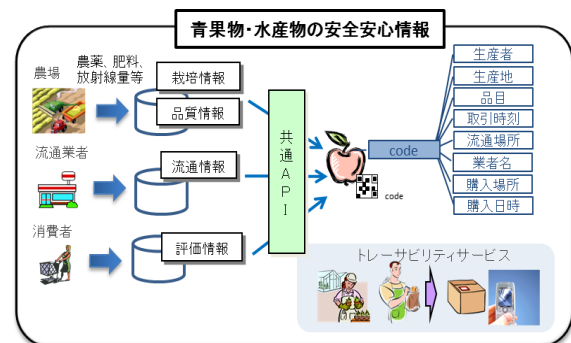 青果物・水産物の安全安心情報
農場
農薬、肥料、
放射線量等
栽培情報
品質情報
流通業者
流通情報
消費者
評価情報
共通API
code
code
生産者
生産地
品目
取引時刻
流通場所
業者名
購入場所
購入日時
トレーサビリティサービス